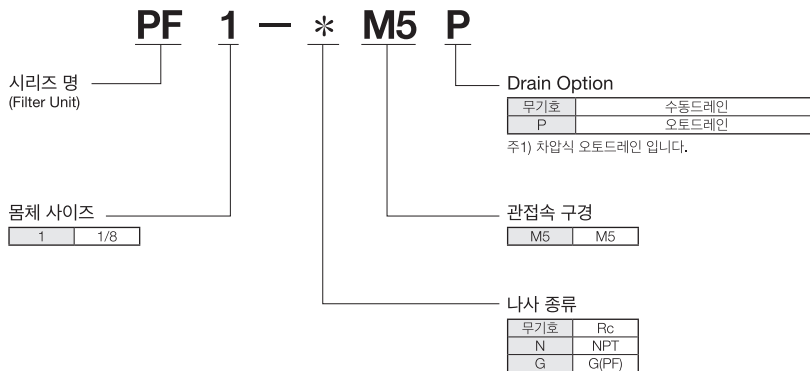 PF 1 － * M5 P
시리즈 명
(Filter Unit)
Drain Option
무기호 수동드레인
P 오토드레인
주1) 차압식 오토드레인 입니다.
몸체 사이즈
1 1/8
관접속 구경
M5 M5
나사 종류
무기호 Rc
N NPT
G G(PF)